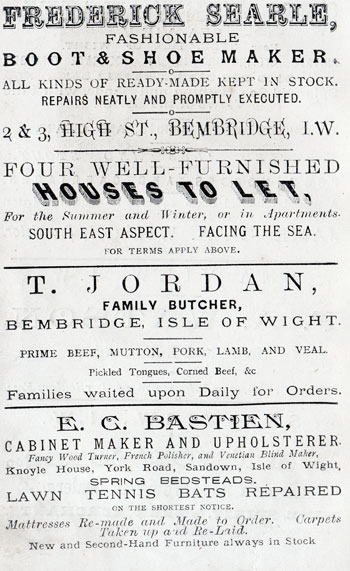 FREDERICK SEARLE,
FASHIONABLE
BOOT & SHOE MAKER.
ALL KINDS OF READY-MADE KEPT IN STOCK.
REPAIRS NEATLY AND PROMPTLY EXECUTED.
2 & 3, HIGH ST., BEMBRIDGE, I.W.
FOUR WELL-FURNISHED
HOUSES TO LET,
For the Summer and Winter, or in Apartments.
SOUTH EAST ASPECT. FACING THE SEA.
FOR TERMS APPLY ABOVE.
T. JORDAN,
FAMILY BUTCHER,
BEMBRIDGE, ISLE OF WIGHT.
PRIME BEEF, MUTTON, PORK, LAMB, AND VEAL.
Pickled Tongues, Corned Beef, &c
Families waited upon Daily for Orders.
E. C. BASTIEN,
CABINET MAKER AND UPHOLSTERER.
Fancy Wood Turner, French Polisher, and Venetian Blind Maker,
Knoyle House, York Road, Sandown, Isle of Wight,
SPRING BEDSTEADS.
LAWN TENNIS BATS REPAIRED
ON THE SHORTEST NOTICE.
Mattresses Re-made and Made to Order. Carpets
Taken up and Re-Laid.
New and Second-Hand Furniture always in Stock